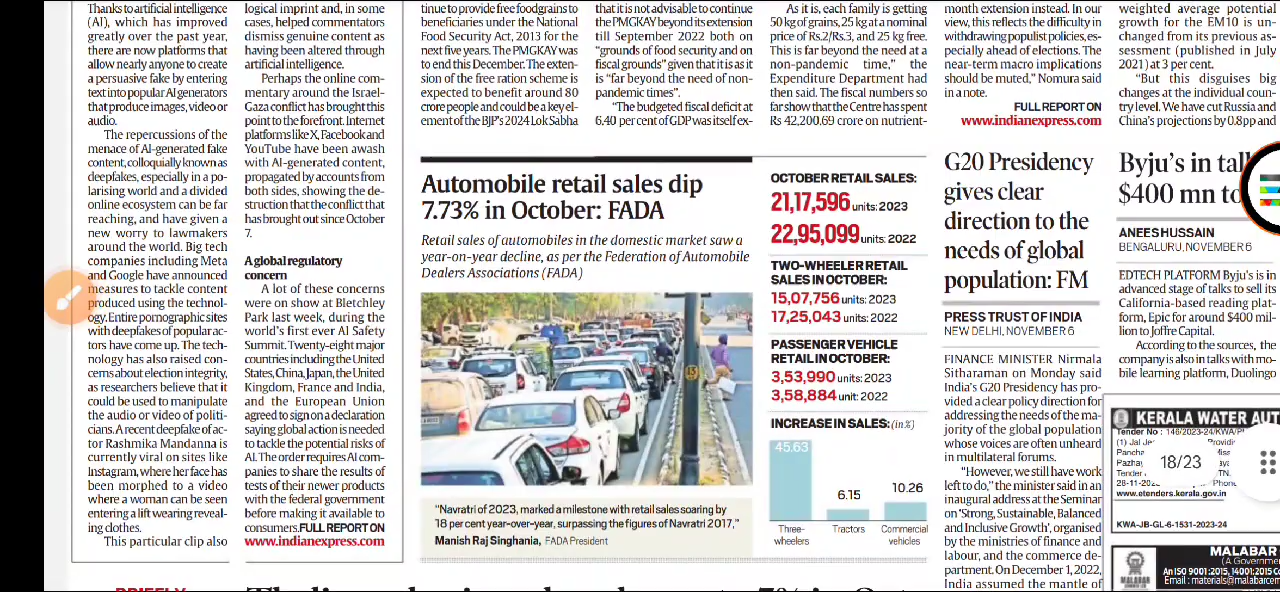 Thanks to artificial intelligence
(AI), which has improved
greatly over the past year,
there are now platforms that
allow nearly anyone to create
a persuasive fake by entering
text into popular AI generators
that produce images, video or
audio.
The repercussions of the
menace of AI-generated fake
content, colloquially known as
deepfakes, especially in a po-
larising world and a divided
online ecosystem can be far
reaching, and have given a
new worry to lawmakers
around the world. Big tech
companies including Meta
and Google have announced
measures to tackle content
produced using the technol-
ogy. Entire pornographic sites
with deepfakes of popular ac-
tors have come up. The tech-
nology has also raised con-
cerns about election integrity,
as researchers believe that it
could be used to manipulate
the audio or video of politi-
cians. A recent deepfake of ac-
tor Rashmika Mandanna is
currently viral on sites like
Instagram, where her face has
been morphed to a video
where a woman can be seen
entering a lift wearing reveal-
ing clothes.
This particular clip also
logical imprint and, in some
cases, helped commentators
dismiss genuine content as
having been altered through
artificial intelligence.
Perhaps the online com-
mentary around the Israel-
Gaza conflict has brought this
point to the forefront. Internet
platforms like X, Facebook and
YouTube have been awash
with AI-generated content,
propagated by accounts from
both sides, showing the de-
struction that the conflict that
has brought out since October
7.
A global regulatory
concern
A lot of these concerns
were on show at Bletchley
Park last week, during the
world's first ever AI Safety
Summit. Twenty-eight major
countries including the United
States, China, Japan, the United
Kingdom, France and India,
and the European Union
agreed to sign on a declaration
saying global action is needed
to tackle the potential risks of
AI. The order requires AI com-
panies to share the results of
tests of their newer products
with the federal government
before making it available to
consumers. FULL REPORT ON
www.indianexpress.com
tinue to provide free foodgrains to
beneficiaries under the National
Food Security Act, 2013 for the
next five years. The PMGKAY was
to end this December. The exten-
sion of the free ration scheme is
expected to benefit around 80
crore people and could be a key el-
ement of the BJP's 2024 Lok Sabha
that it is not advisable to continue
the PMGKAY beyond its extension
till September 2022 both on
"grounds of food security and on
fiscal grounds" given that it is as it
is "far beyond the need of non-
pandemic times".
"The budgeted fiscal deficit at
6.40 per cent of GDP was itself ex-
As it is, each family is getting
50 kg of grains, 25 kg at a nominal
price of Rs.2/Rs.3, and 25 kg free.
This is far beyond the need at a
non-pandemic time," the
Expenditure Department had
then said. The fiscal numbers so
far show that the Centre has spent
Rs 42,200.69 crore on nutrient-
month extension instead. In our
view, this reflects the difficulty in
withdrawing populist policies, es-
pecially ahead of elections. The
near-term macro implications
should be muted," Nomura said
in a note.
FULL REPORT ON
www.indianexpress.com
weighted average potential
growth for the EM10 is un-
changed from its previous as-
sessment (published in July
2021) at 3 per cent.
"But this disguises big
changes at the individual coun-
try level. We have cut Russia and
China's projections by 0.8pp and
Automobile retail sales dip
7.73% in October: FADA
Retail sales of automobiles in the domestic market saw a
year-on-year decline, as per the Federation of Automobile
Dealers Associations (FADA)
"Navratri of 2023, marked a milestone with retail sales soaring by
18 per cent year-over-year, surpassing the figures of Navratri 2017,"
Manish Raj Singhania, FADA President
OCTOBER RETAIL SALES:
21,17,596 units: 2023
22,95,099 units: 2022
TWO-WHEELER RETAIL
SALES IN OCTOBER:
15,07,756 units: 2023
17,25,043 units: 2022
PASSENGER VEHICLE
RETAIL IN OCTOBER:
3,53,990 units: 2023
3,58,884 unit: 2022
INCREASE IN SALES: (in %)
45.63
6.15
10.26
Three-wheelers
Tractors
Commercial vehicles
G20 Presidency
gives clear
direction to the
needs of global
population: FM
PRESS TRUST OF INDIA
NEW DELHI, NOVEMBER 6
FINANCE MINISTER Nirmala
Sitharaman on Monday said
India's G20 Presidency has pro-
vided a clear policy direction for
addressing the needs of the ma-
jority of the global population
whose voices are often unheard
in multilateral forums.
"However, we still have work
left to do," the minister said in an
inaugural address at the Seminar
on 'Strong, Sustainable, Balanced
and Inclusive Growth', organised
by the ministries of finance and
labour, and the commerce de-
partment. On December 1, 2022,
India assumed the mantle of
Byju's in tal
$400 mn to
ANEES HUSSAIN
BENGALURU, NOVEMBER 6
EDTECH PLATFORM Byju's is in
advanced stage of talks to sell its
California-based reading plat-
form, Epic for around $400 mil-
lion to Joffre Capital.
According to the sources, the
company is also in talks with mo-
bile learning platform, Duolingo
KERALA WATER AUT
Tender No : 146/2023-24/KWA/
(1) Jal
18/23
www.etenders.kerala.gov.in
KWA-JB-GL-6-1531-2023-24
MALABAR
(A Governme
An ISO 9001:2015, 14001:2015
Email : materials@malabarcem